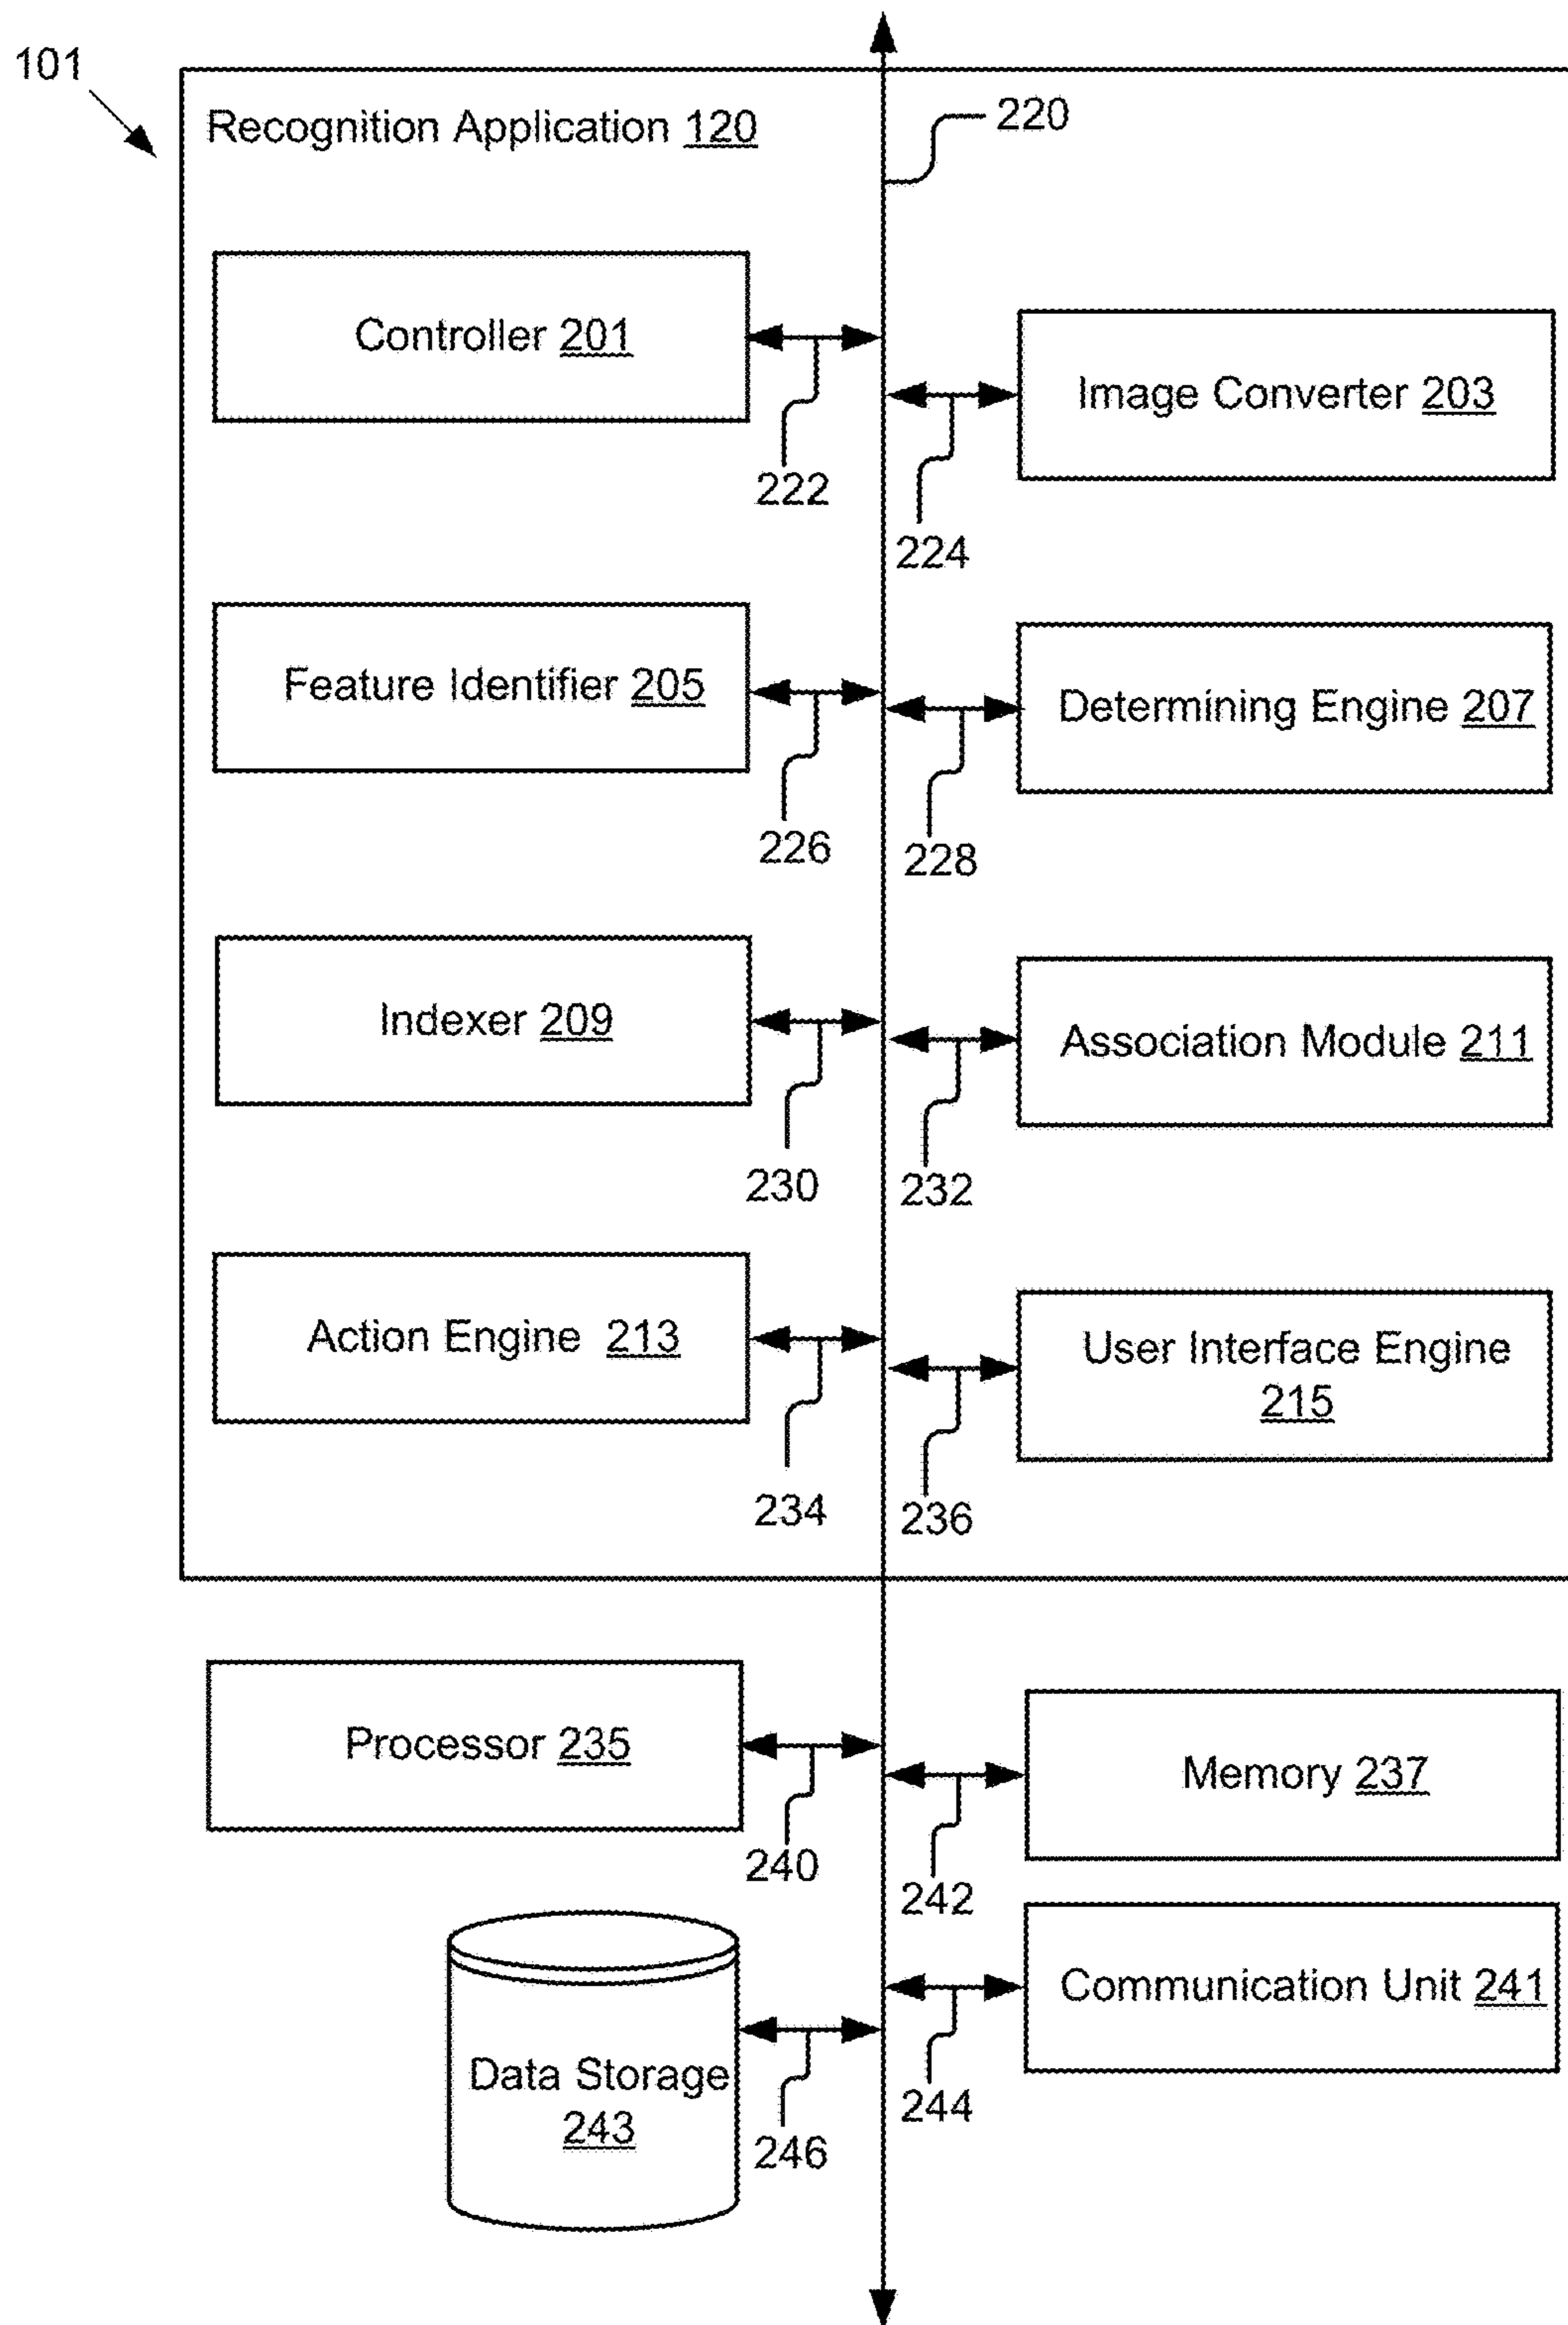 101
Recognition Application 120
220
Controller 201
Image Converter 203
222
224
Feature Identifier 205
Determining Engine 207
226
228
Indexer 209
Association Module 211
230
232
Action Engine 213
User Interface Engine
215
234
236
Processor 235
Memory 237
240
242
Communication Unit 241
Data Storage
243
244
246